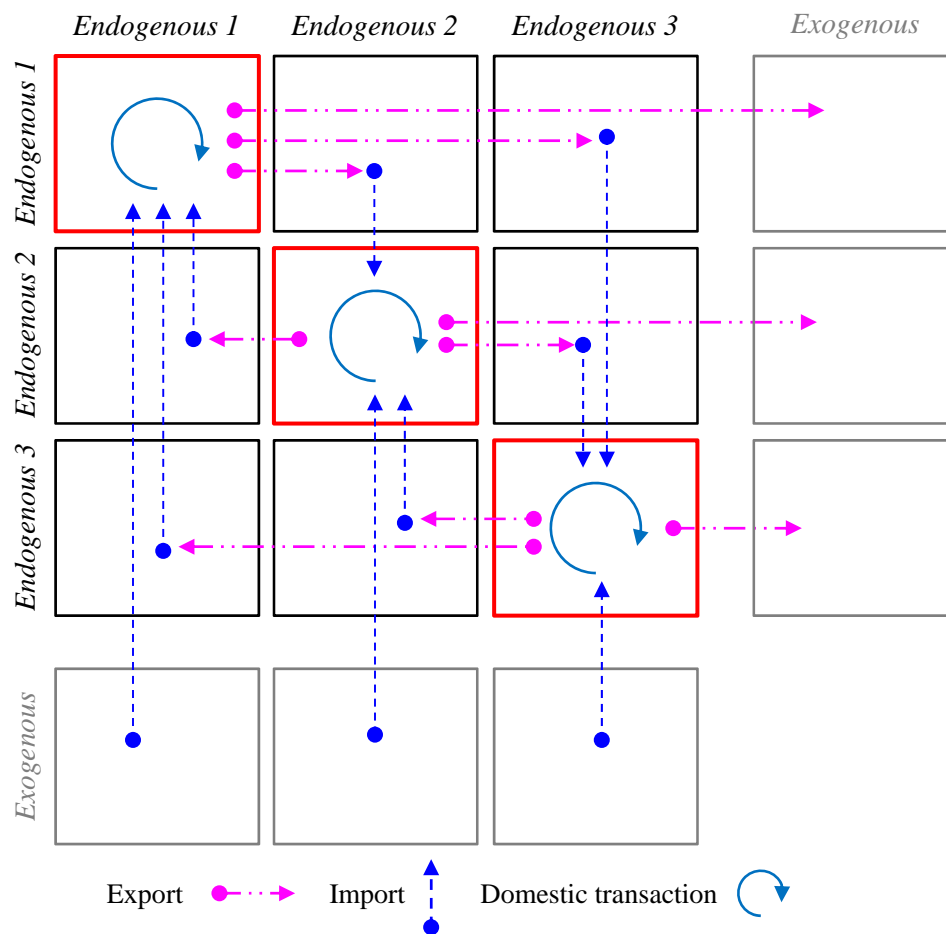 Endogenous 1 Endogenous 2 Endogenous 3 Exogenous
Endogenous 1
Endogenous 2
Endogenous 3
Exogenous
Export Import Domestic transaction